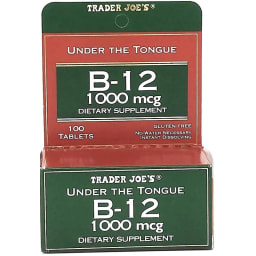 TRADER JOE'S®
UNDER THE TONGUE
B-12
1000 mcg
DIETARY SUPPLEMENT
100
TABLETS
GLUTEN FREE
NO WATER NECESSARY
INSTANT DISSOLVING
TRADER JOE'S®
UNDER THE TONGUE
B-12
1000 mcg
DIETARY SUPPLEMENT